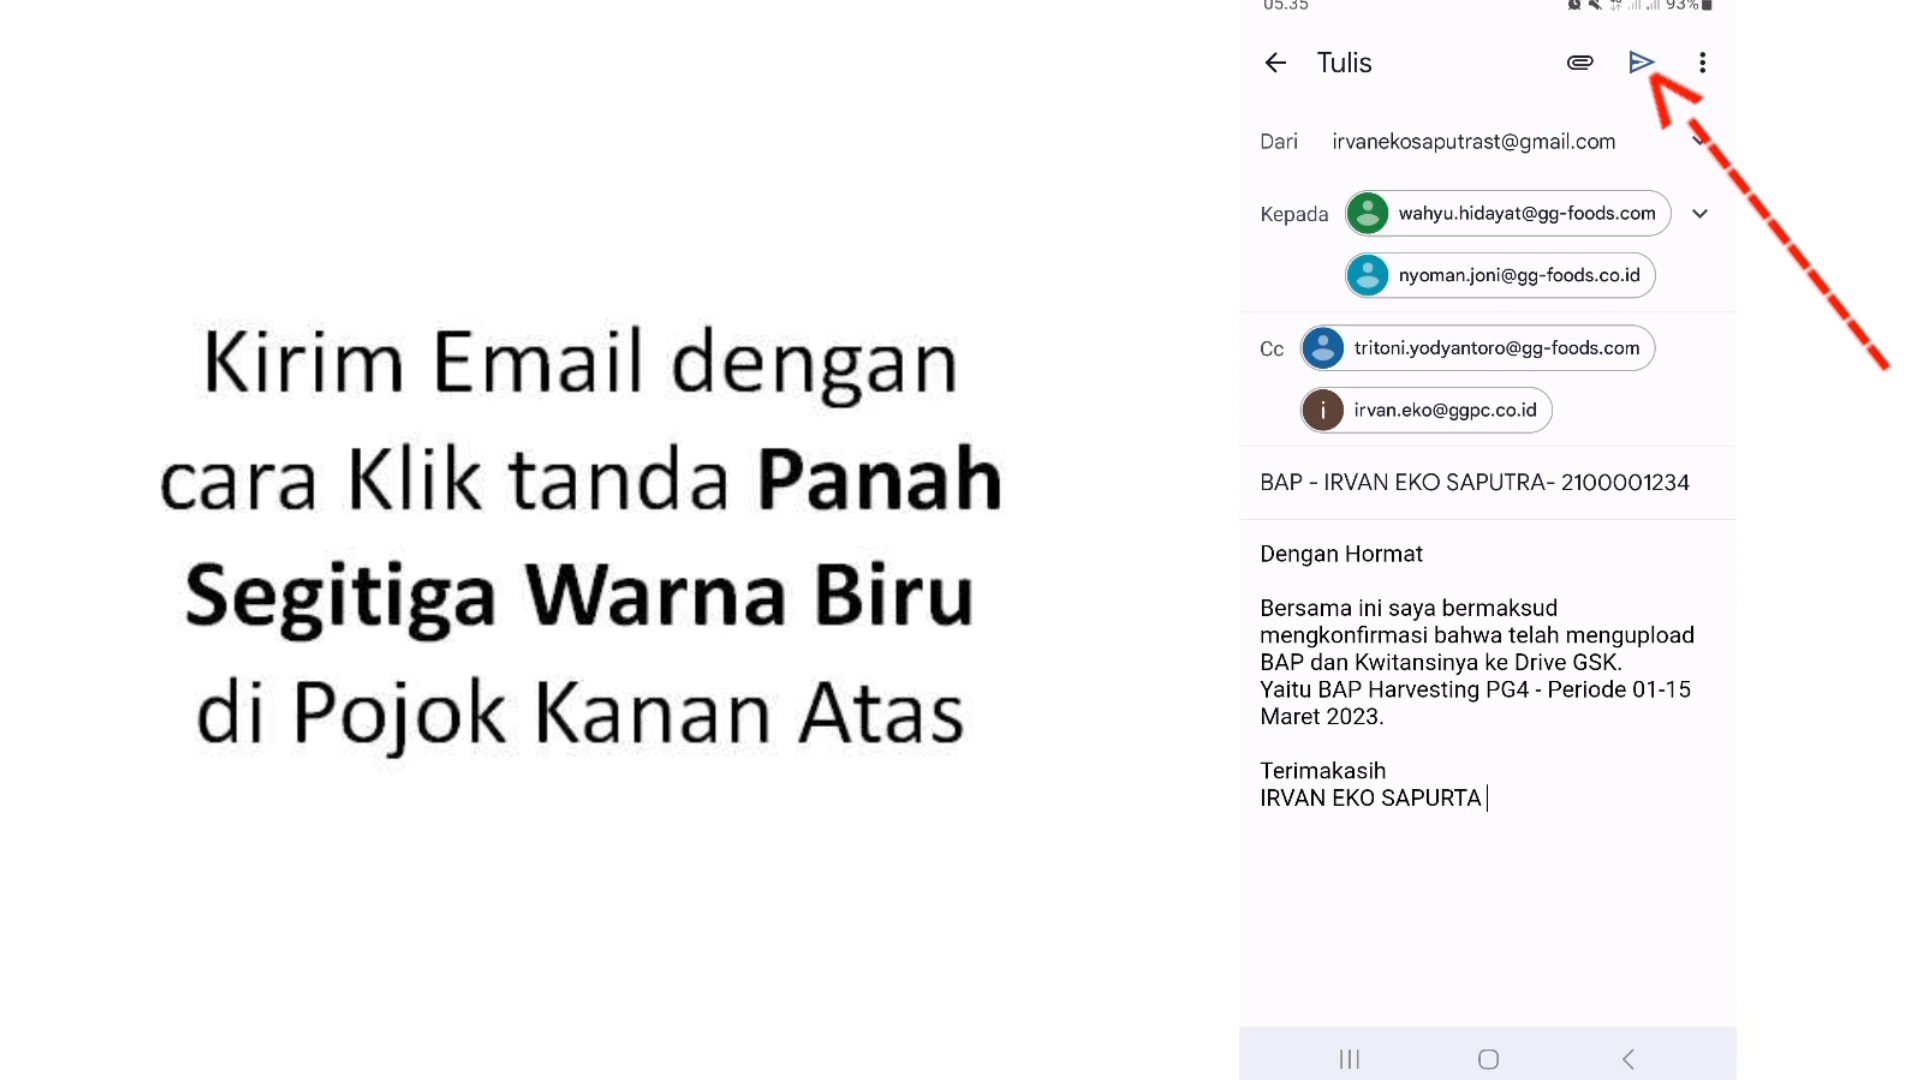 Kirim Email dengan
cara Klik tanda Panah
Segitiga Warna Biru
di Pojok Kanan Atas
05.35
93%
Tulis
Dari irvanekosaputrast@gmail.com
Kepada wahyu.hidayat@gg-foods.com
nyoman.joni@gg-foods.co.id
Cc tritoni.yodyantoro@gg-foods.com
i irvan.eko@ggpc.co.id
BAP - IRVAN EKO SAPUTRA- 2100001234
Dengan Hormat
Bersama ini saya bermaksud
mengkonfirmasi bahwa telah mengupload
BAP dan Kwitansinya ke Drive GSK.
Yaitu BAP Harvesting PG4 - Periode 01-15
Maret 2023.
Terimakasih
IRVAN EKO SAPURTA